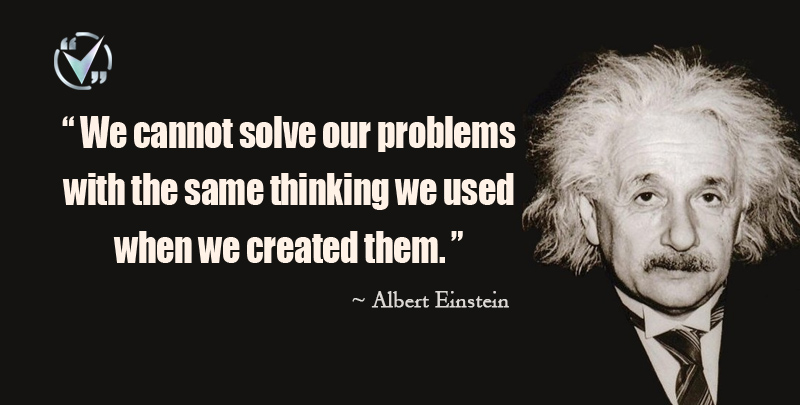 “ We cannot solve our problems
with the same thinking we used
when we created them. ”
~ Albert Einstein